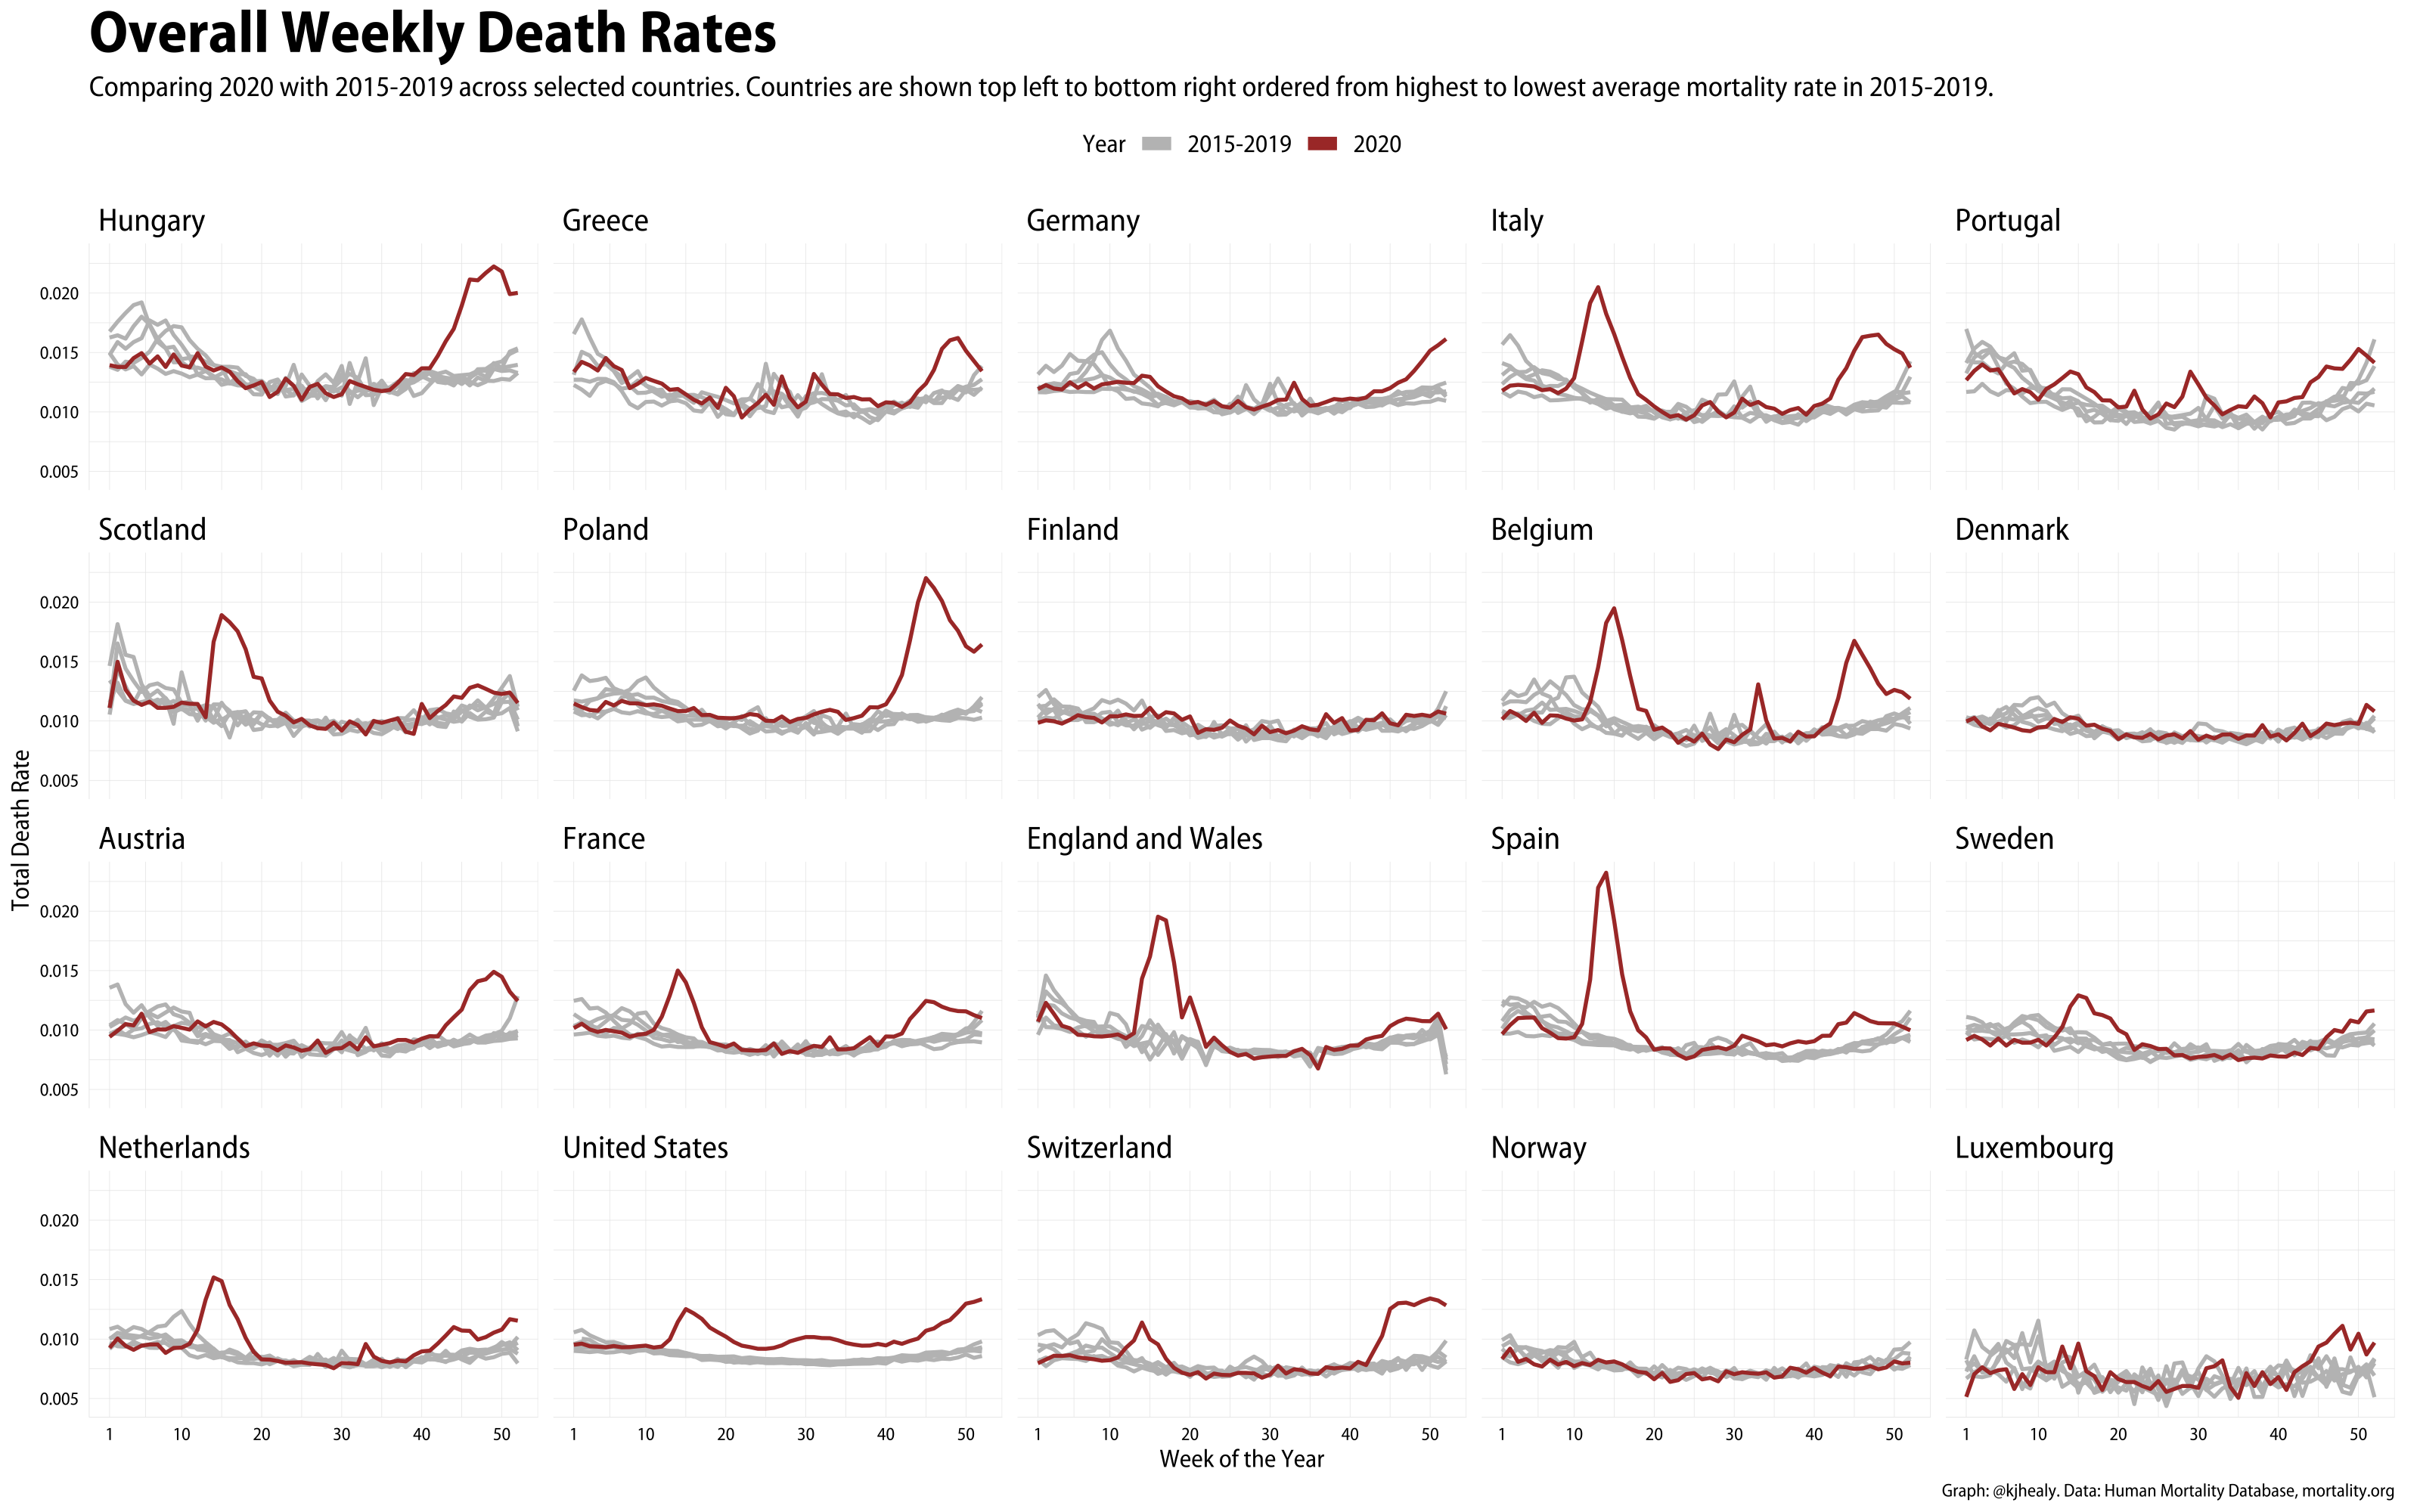 Overall Weekly Death Rates
Comparing 2020 with 2015-2019 across selected countries. Countries are shown top left to bottom right ordered from highest to lowest average mortality rate in 2015-2019.
Year 2015-2019 2020
Hungary Greece Germany Italy Portugal
0.020
0.015
0.010
0.005
Scotland Poland Finland Belgium Denmark
0.020
0.015
0.010
0.005
Total Death Rate
Austria France England and Wales Spain Sweden
0.020
0.015
0.010
0.005
Netherlands United States Switzerland Norway Luxembourg
0.020
0.015
0.010
0.005
1 10 20 30 40 50 1 10 20 30 40 50 1 10 20 30 40 50 1 10 20 30 40 50 1 10 20 30 40 50
Week of the Year
Graph: @kjhealy. Data: Human Mortality Database, mortality.org